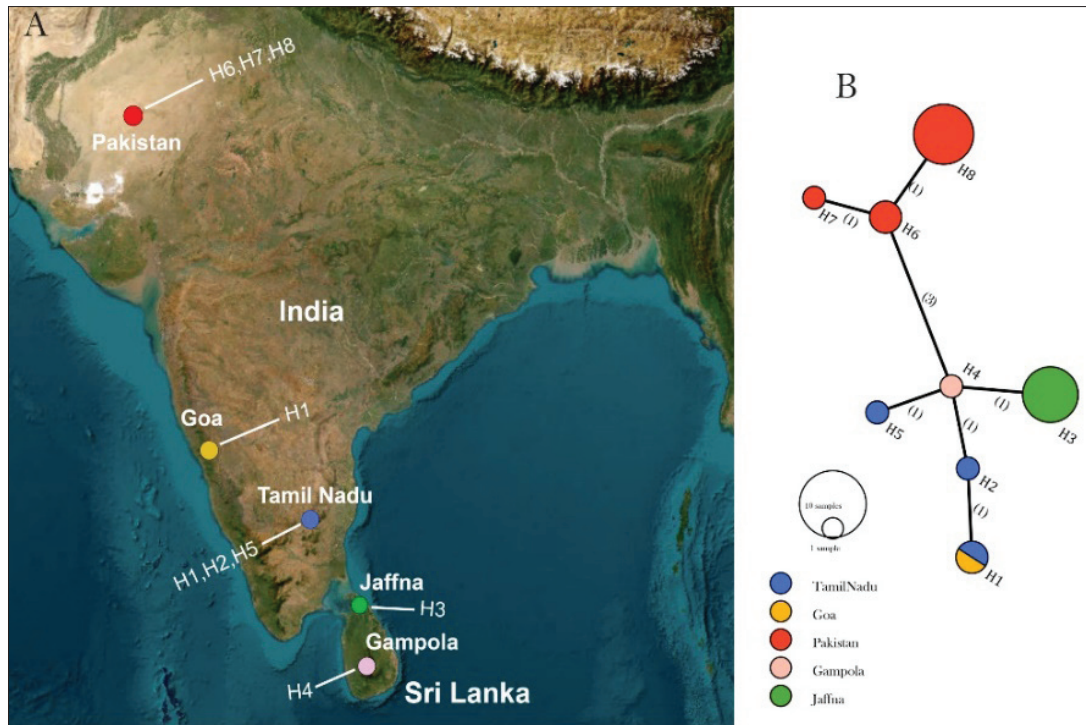 A
H6,H7,H8
Pakistan
India
Goa
H1
Tamil Nadu
H1,H2,H5
Jaffna
H3
Gampola
H4
Sri Lanka
B
H8
(1)
H7
(1)
H6
(3)
H4
(1)
(1)
H5
H3
(1)
H2
(1)
H1
10 samples
1 sample
TamilNadu
Goa
Pakistan
Gampola
Jaffna